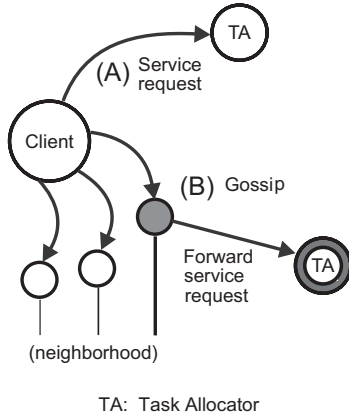 TA
(A) Service
request
Client
(B) Gossip
Forward
service
request
TA
(neighborhood)
TA: Task Allocator